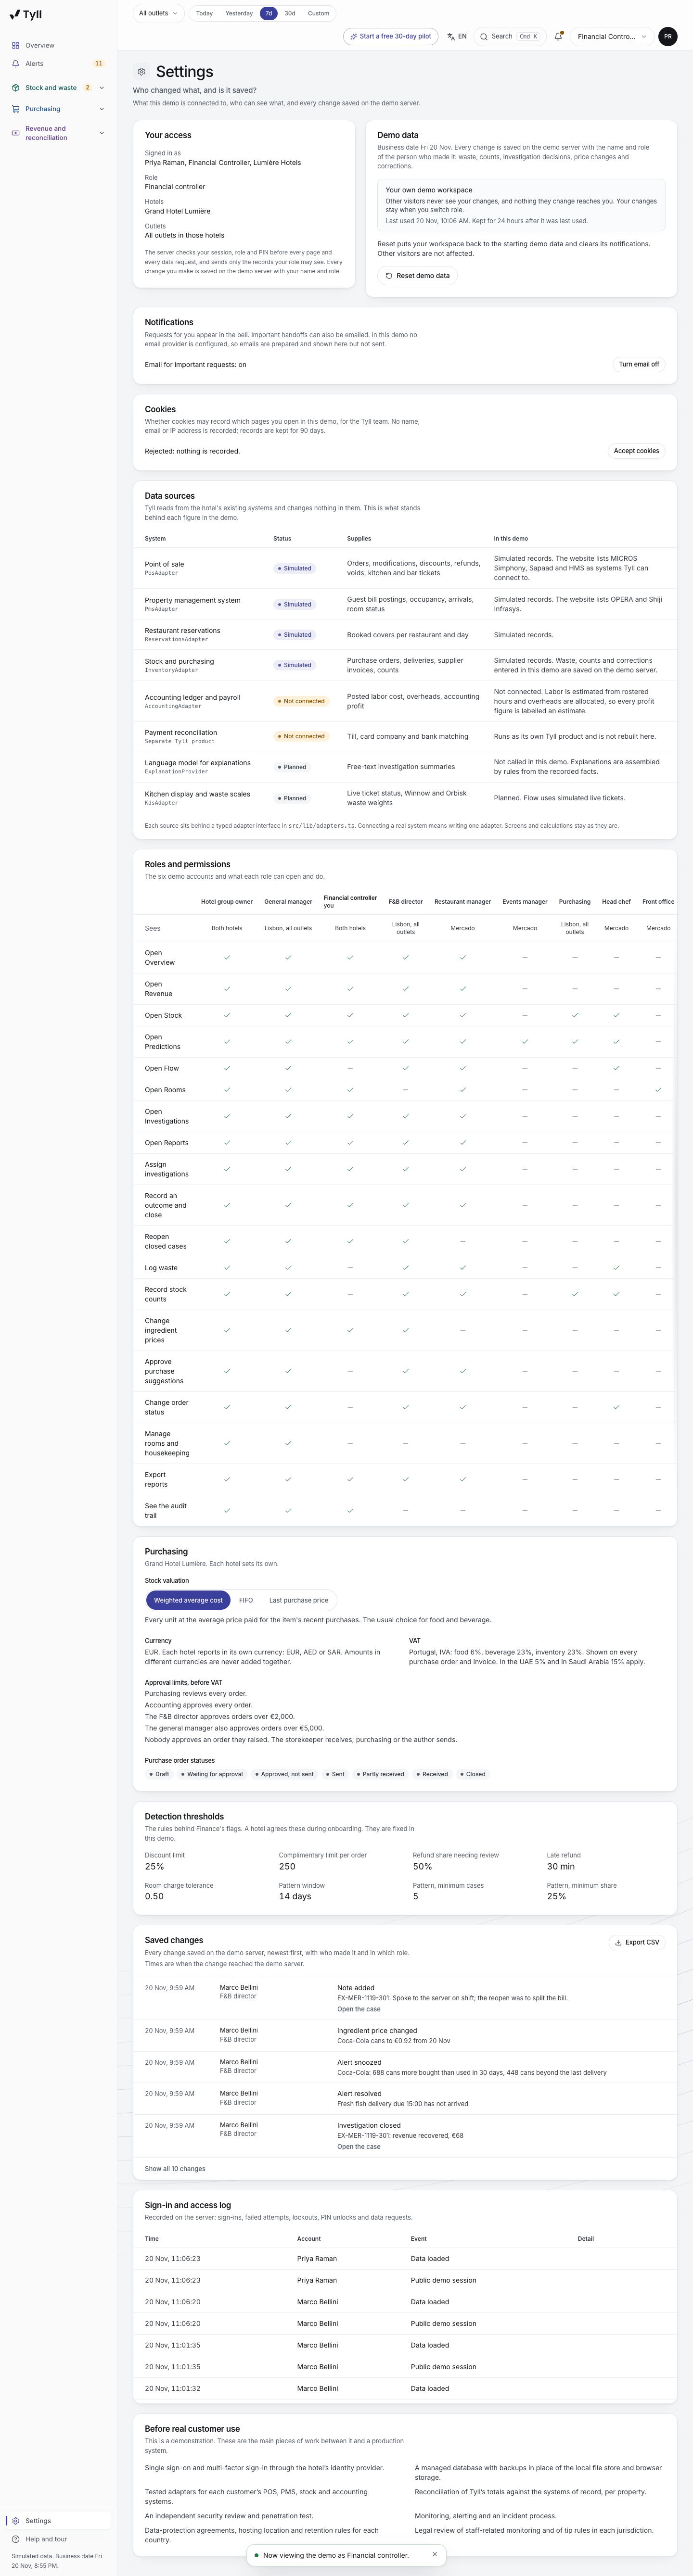 Tyll
Overview
Alerts 11
Stock and waste 2
Purchasing
Revenue and
reconciliation
All outlets
Today Yesterday 7d 30d Custom
Start a free 30-day pilot EN Search Cmd K Financial Contro... PR
Settings
Who changed what, and is it saved?
What this demo is connected to, who can see what, and every change saved on the demo server.
Your access
Signed in as
Priya Raman, Financial Controller, Lumière Hotels
Role
Financial controller
Hotels
Grand Hotel Lumière
Outlets
All outlets in those hotels
The server checks your session, role and PIN before every page and
every data request, and sends only the records your role may see. Every
change you make is saved on the demo server with your name and role.
Demo data
Business date Fri 20 Nov. Every change is saved on the demo server with the name and role
of the person who made it: waste, counts, investigation decisions, price changes and
corrections.
Your own demo workspace
Other visitors never see your changes, and nothing they change reaches you. Your changes
stay when you switch role.
Last used 20 Nov, 10:06 AM. Kept for 24 hours after it was last used.
Reset puts your workspace back to the starting demo data and clears its notifications.
Other visitors are not affected.
Reset demo data
Notifications
Requests for you appear in the bell. Important handoffs can also be emailed. In this demo no
email provider is configured, so emails are prepared and shown here but not sent.
Email for important requests: on
Turn email off
Cookies
Whether cookies may record which pages you open in this demo, for the Tyll team. No name,
email or IP address is recorded; records are kept for 90 days.
Rejected: nothing is recorded.
Accept cookies
Data sources
Tyll reads from the hotel's existing systems and changes nothing in them. This is what stands
behind each figure in the demo.
System Status Supplies In this demo
Point of sale
PosAdapter
Simulated
Orders, modifications, discounts, refunds,
voids, kitchen and bar tickets
Simulated records. The website lists MICROS
Simphony, Sapaad and HMS as systems Tyll can
connect to.
Property management system
PmsAdapter
Simulated
Guest bill postings, occupancy, arrivals,
room status
Simulated records. The website lists OPERA and Shiji
Infrasys.
Restaurant reservations
ReservationsAdapter
Simulated
Booked covers per restaurant and day
Simulated records.
Stock and purchasing
InventoryAdapter
Simulated
Purchase orders, deliveries, supplier
invoices, counts
Simulated records. Waste, counts and corrections
entered in this demo are saved on the demo server.
Accounting ledger and payroll
AccountingAdapter
Not connected
Posted labor cost, overheads, accounting
profit
Not connected. Labor is estimated from rostered
hours and overheads are allocated, so every profit
figure is labelled an estimate.
Payment reconciliation
Separate Tyll product
Not connected
Till, card company and bank matching
Runs as its own Tyll product and is not rebuilt here.
Language model for explanations
ExplanationProvider
Planned
Free-text investigation summaries
Not called in this demo. Explanations are assembled
by rules from the recorded facts.
Kitchen display and waste scales
KdsAdapter
Planned
Live ticket status, Winnow and Orbisk
waste weights
Planned. Flow uses simulated live tickets.
Each source sits behind a typed adapter interface in src/lib/adapters.ts. Connecting a real system means writing one adapter. Screens and calculations stay as they are.
Roles and permissions
The six demo accounts and what each role can open and do.
Hotel group owner General manager Financial controller F&B director Restaurant manager Events manager Purchasing Head chef Front office
you
Sees Both hotels Lisbon, all outlets Both hotels Lisbon, all outlets Mercado Mercado Lisbon, all outlets Mercado Mercado
Open
Overview
Open
Revenue
Open Stock
Open
Predictions
Open Flow
Open Rooms
Open
Investigations
Open Reports
Assign
investigations
Record an
outcome and
close
Reopen
closed cases
Log waste
Record stock
counts
Change
ingredient
prices
Approve
purchase
suggestions
Change order
status
Manage
rooms and
housekeeping
Export
reports
See the audit
trail
Purchasing
Grand Hotel Lumière. Each hotel sets its own.
Stock valuation
Weighted average cost FIFO Last purchase price
Every unit at the average price paid for the item's recent purchases. The usual choice for food and beverage.
Currency
EUR. Each hotel reports in its own currency: EUR, AED or SAR. Amounts in
different currencies are never added together.
VAT
Portugal, IVA: food 6%, beverage 23%, inventory 23%. Shown on every
purchase order and invoice. In the UAE 5% and in Saudi Arabia 15% apply.
Approval limits, before VAT
Purchasing reviews every order.
Accounting approves every order.
The F&B director approves orders over €2,000.
The general manager also approves orders over €5,000.
Nobody approves an order they raised. The storekeeper receives; purchasing or the author sends.
Purchase order statuses
Draft Waiting for approval Approved, not sent Sent Partly received Received Closed
Detection thresholds
The rules behind Finance's flags. A hotel agrees these during onboarding. They are fixed in
this demo.
Discount limit Complimentary limit per order Refund share needing review Late refund
25% 250 50% 30 min
Room charge tolerance Pattern window Pattern, minimum cases Pattern, minimum share
0.50 14 days 5 25%
Saved changes
Export CSV
Every change saved on the demo server, newest first, with who made it and in which role.
Times are when the change reached the demo server.
20 Nov, 9:59 AM Marco Bellini Note added
F&B director EX-MER-1119-301: Spoke to the server on shift; the reopen was to split the bill.
Open the case
20 Nov, 9:59 AM Marco Bellini Ingredient price changed
F&B director Coca-Cola cans to €0.92 from 20 Nov
20 Nov, 9:59 AM Marco Bellini Alert snoozed
F&B director Coca-Cola: 688 cans more bought than used in 30 days, 448 cans beyond the last delivery
20 Nov, 9:59 AM Marco Bellini Alert resolved
F&B director Fresh fish delivery due 15:00 has not arrived
20 Nov, 9:59 AM Marco Bellini Investigation closed
F&B director EX-MER-1119-301: revenue recovered, €68
Open the case
Show all 10 changes
Sign-in and access log
Recorded on the server: sign-ins, failed attempts, lockouts, PIN unlocks and data requests.
Time Account Event Detail
20 Nov, 11:06:23 Priya Raman Data loaded
20 Nov, 11:06:23 Priya Raman Public demo session
20 Nov, 11:06:20 Marco Bellini Data loaded
20 Nov, 11:06:20 Marco Bellini Public demo session
20 Nov, 11:01:35 Marco Bellini Data loaded
20 Nov, 11:01:35 Marco Bellini Public demo session
20 Nov, 11:01:32 Marco Bellini Data loaded
Before real customer use
This is a demonstration. These are the main pieces of work between it and a production
system.
Single sign-on and multi-factor sign-in through the hotel's identity provider.
A managed database with backups in place of the local file store and browser
storage.
Tested adapters for each customer's POS, PMS, stock and accounting
systems.
Reconciliation of Tyll's totals against the systems of record, per property.
An independent security review and penetration test.
Monitoring, alerting and an incident process.
Data-protection agreements, hosting location and retention rules for each
country.
Legal review of staff-related monitoring and of tip rules in each jurisdiction.
Settings
Help and tour
Simulated data. Business date Fri
20 Nov, 8:55 PM.
Now viewing the demo as Financial controller.